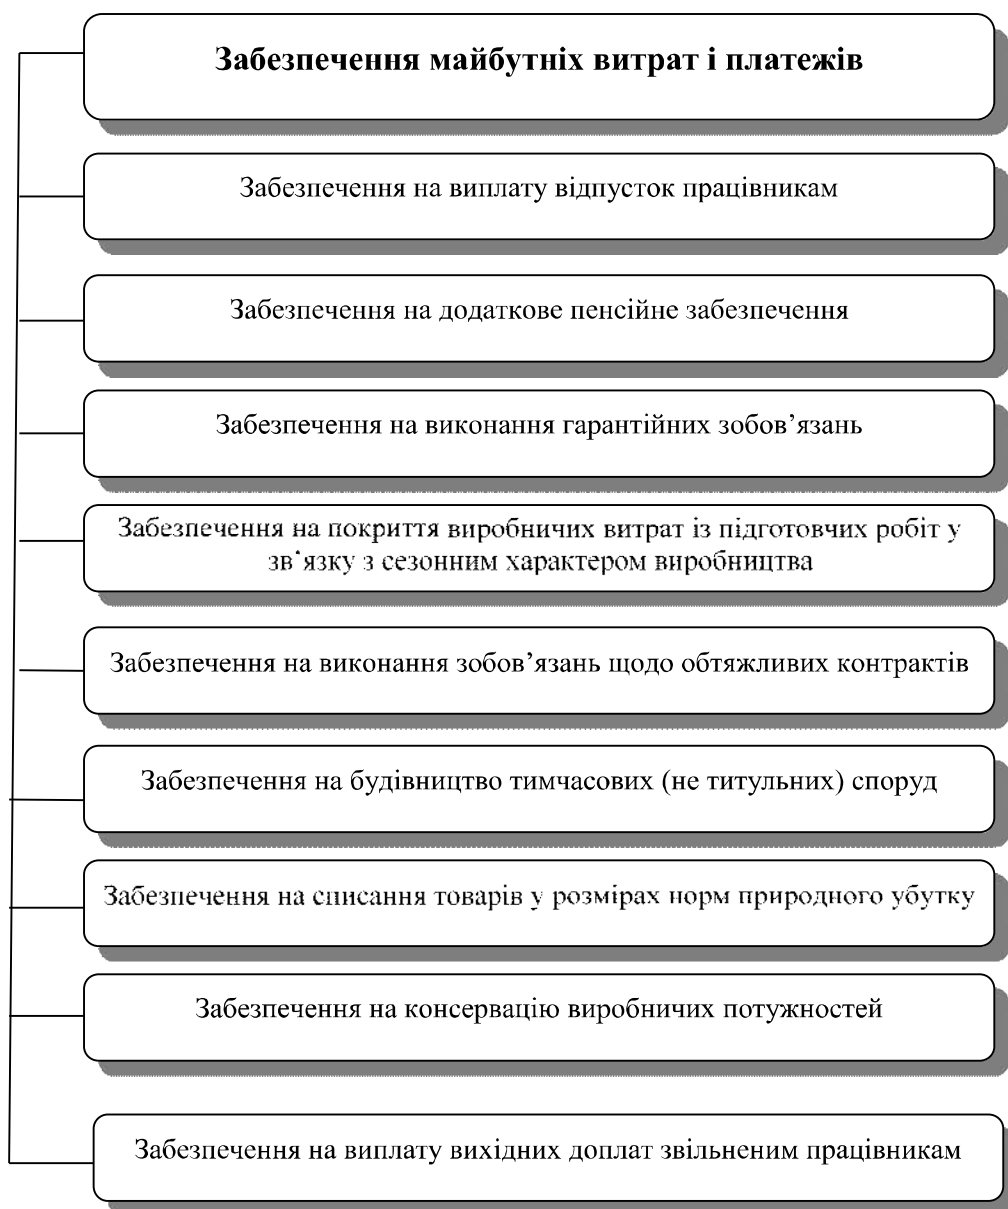 Забезпечення майбутніх витрат і платежів
Забезпечення на виплату відпусток працівникам
Забезпечення на додаткове пенсійне забезпечення
Забезпечення на виконання гарантійних зобов’язань
Забезпечення на покриття виробничих витрат із підготовчих робіт у
зв’язку з сезонним характером виробництва
Забезпечення на виконання зобов’язань щодо обтяжливих контрактів
Забезпечення на будівництво тимчасових (не титульних) споруд
Забезпечення на списання товарів у розмірах норм природного убутку
Забезпечення на консервацію виробничих потужностей
Забезпечення на виплату вихідних доплат звільненим працівникам